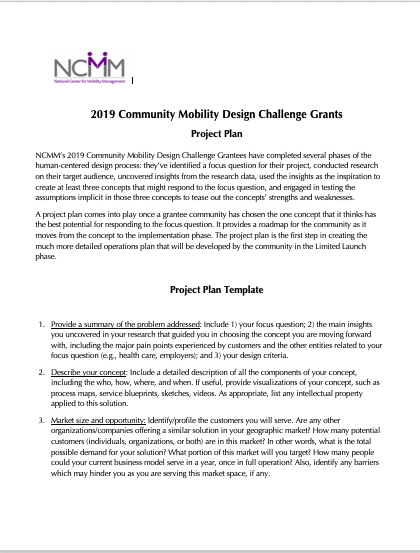 NCMM
National Center for Mobility Management
2019 Community Mobility Design Challenge Grants
Project Plan
NCMM's 2019 Community Mobility Design Challenge Grantees have completed several phases of the
human-centered design process: they've identified a focus question for their project, conducted research
on their target audience, uncovered insights from the research data, used the insights as the inspiration to
create at least three concepts that might respond to the focus question, and engaged in testing the
assumptions implicit in those three concepts to tease out the concepts' strengths and weaknesses.
A project plan comes into play once a grantee community has chosen the one concept that it thinks has
the best potential for responding to the focus question. It provides a roadmap for the community as it
moves from the concept to the implementation phase. The project plan is the first step in creating the
much more detailed operations plan that will be developed by the community in the Limited Launch
phase.
Project Plan Template
1. Provide a summary of the problem addressed: Include 1) your focus question; 2) the main insights
you uncovered in your research that guided you in choosing the concept you are moving forward
with, including the major pain points experienced by customers and the other entities related to your
focus question (e.g., health care, employers); and 3) your design criteria.
2. Describe your concept: Include a detailed description of all the components of your concept,
including the who, how, where, and when. If useful, provide visualizations of your concept, such as
process maps, service blueprints, sketches, videos. As appropriate, list any intellectual property
applied to this solution.
3. Market size and opportunity: Identify/profile the customers you will serve. Are any other
organizations/companies offering a similar solution in your geographic market? How many potential
customers (individuals, organizations, or both) are in this market? In other words, what is the total
possible demand for your solution? What portion of this market will you target? How many people
could your current business model serve in a year, once in full operation? Also, identify any barriers
which may hinder you as you are serving this market space, if any.